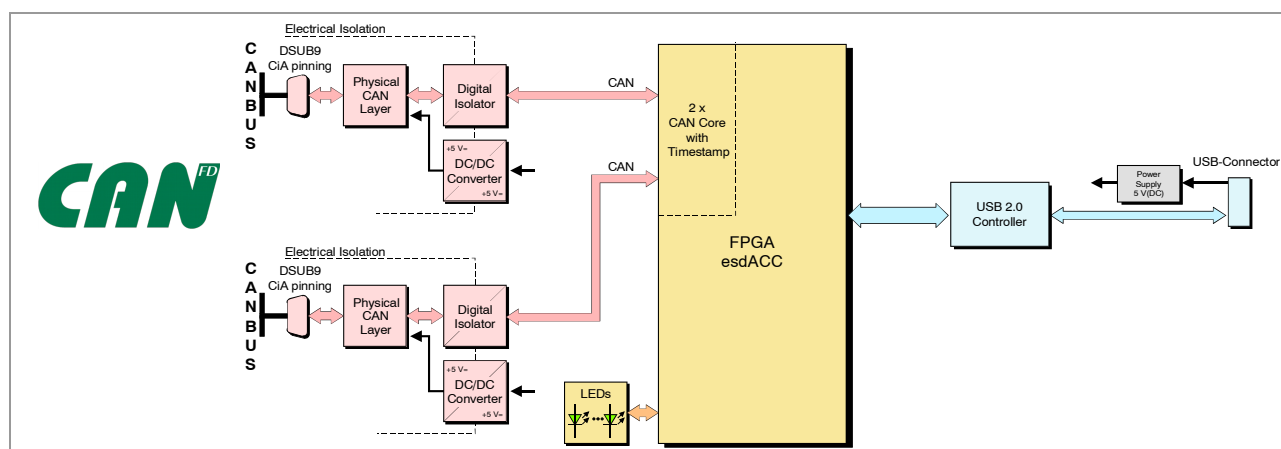 CAN FD
Electrical Isolation
C
A
N
B
U
S
DSUB9
CiA pinning
Physical
CAN
Layer
Digital
Isolator
+5 V=
DC/DC
Converter
+5 V=
CAN
Electrical Isolation
C
A
N
B
U
S
DSUB9
CiA pinning
Physical
CAN
Layer
Digital
Isolator
+5 V=
DC/DC
Converter
+5 V=
CAN
2 x
CAN Core
with
Timestamp
FPGA
esdACC
LEDs
USB 2.0
Controller
Power
Supply
5 V(DC)
USB-Connector